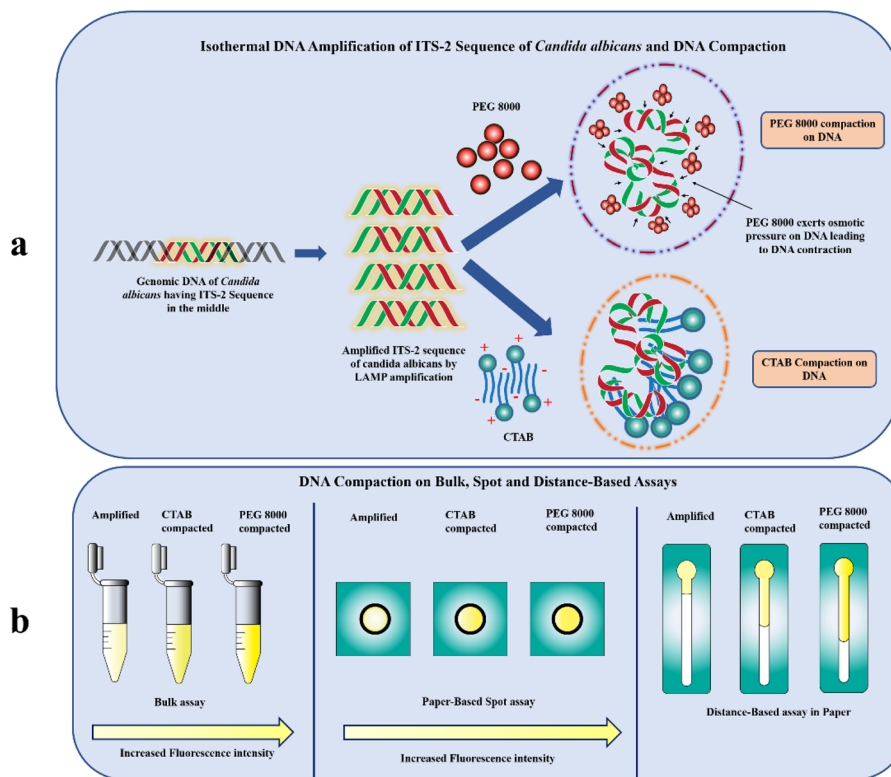 a
Isothermal DNA Amplification of ITS-2 Sequence of Candida albicans and DNA Compaction
PEG 8000
PEG 8000 compaction
on DNA
PEG 8000 exerts osmotic
pressure on DNA leading
to DNA contraction
Genomic DNA of Candida
albicans having ITS-2 Sequence
in the middle
Amplified ITS-2 sequence
of candida albicans by
LAMP amplification
+
+
-
-
-
-
+
+
CTAB
CTAB Compaction on
DNA
b
DNA Compaction on Bulk, Spot and Distance-Based Assays
Amplified
CTAB
compacted
PEG 8000
compacted
Bulk assay
Increased Fluorescence intensity
Amplified
CTAB
compacted
PEG 8000
compacted
Paper-Based Spot assay
Increased Fluorescence intensity
Amplified
CTAB
compacted
PEG 8000
compacted
Distance-Based assay in Paper